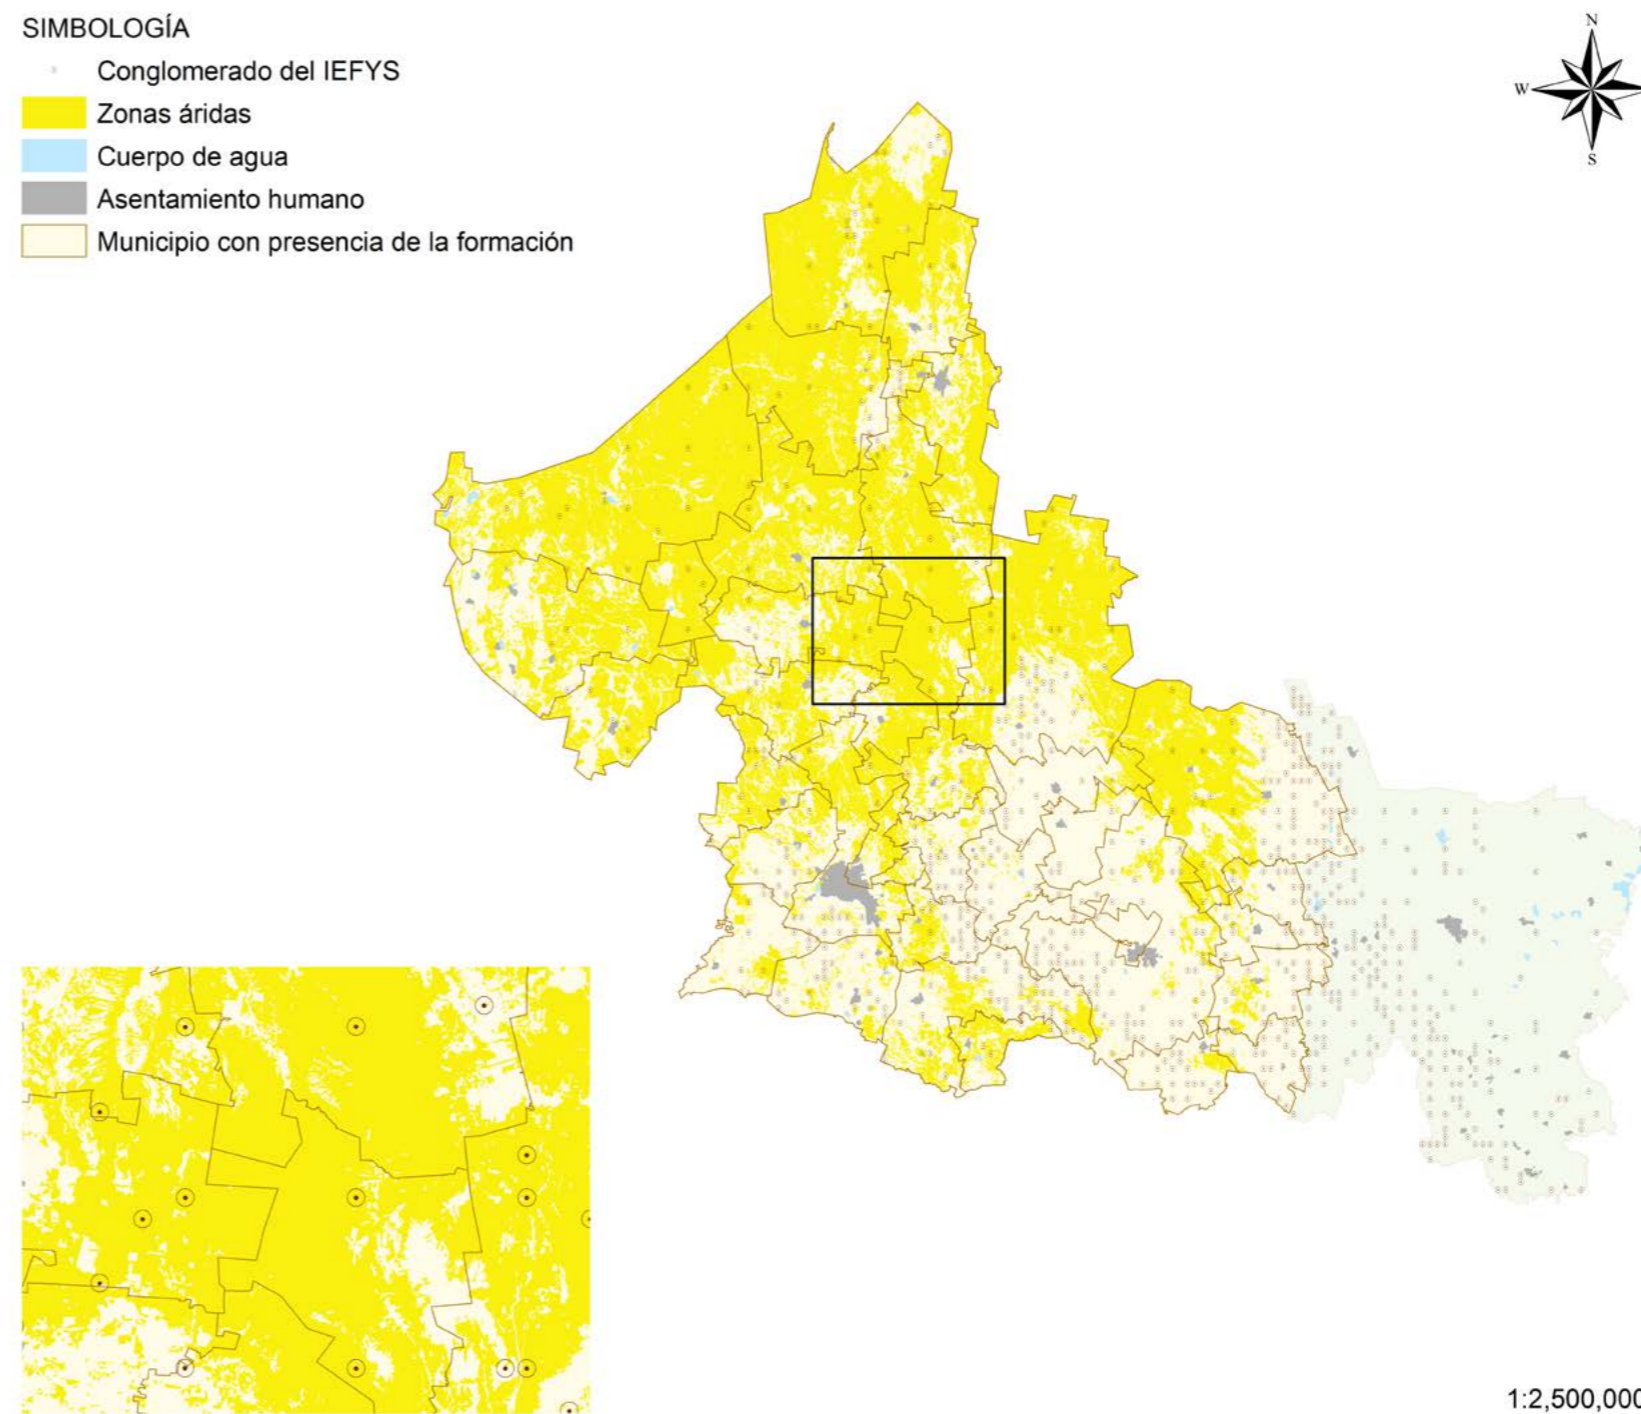 SIMBOLOGÍA
Conglomerado del IEFYS
Zonas áridas
Cuerpo de agua
Asentamiento humano
Municipio con presencia de la formación
N
W
S
1:2,500,000